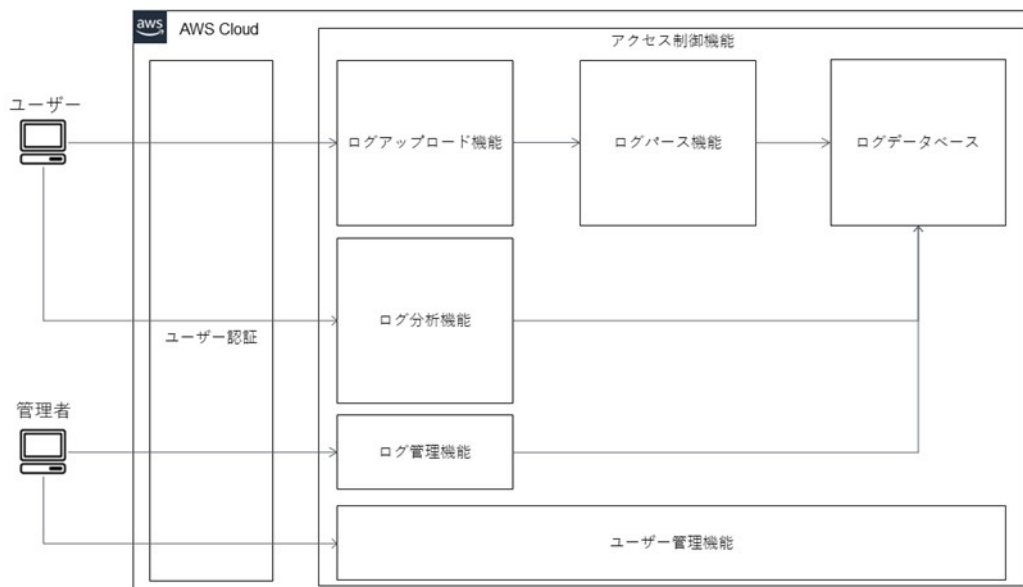 aws
AWS Cloud
アクセス制御機能
ユーザー
ログアップロード機能
ログパース機能
ログデータベース
ログ分析機能
ユーザー認証
管理者
ログ管理機能
ユーザー管理機能